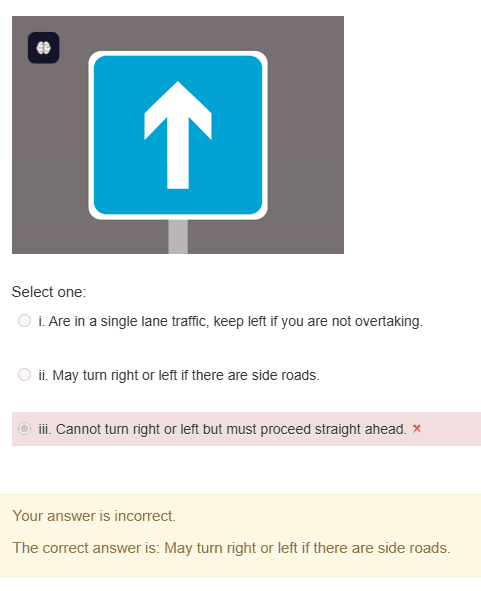 Select one:
i. Are in a single lane traffic, keep left if you are not overtaking.
ii. May turn right or left if there are side roads.
iii. Cannot turn right or left but must proceed straight ahead.
Your answer is incorrect.
The correct answer is: May turn right or left if there are side roads.